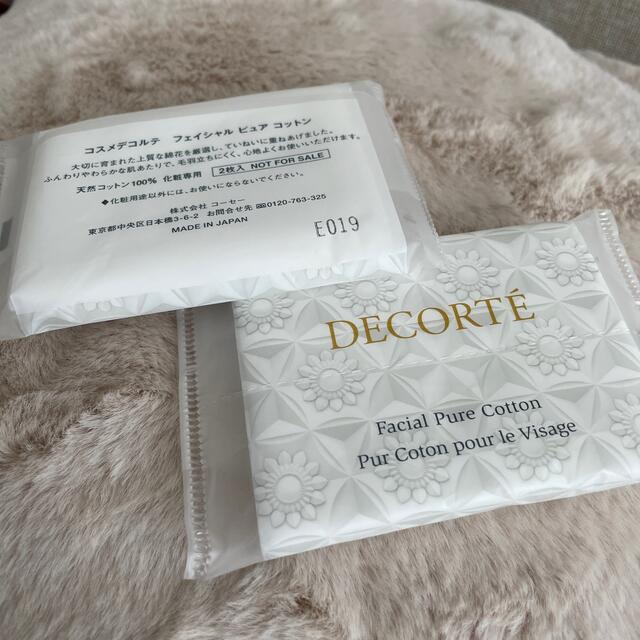 コスメデコルテ フェイシャル ピュア コットン
大切に育まれた上質な綿花を厳選し、ていねいに重ねあげました。
ふんわりやわらかな肌あたりで、毛羽立ちにくく、心地よくお使いいただけます。
天然コットン100% 化粧専用 2枚入 NOT FOR SALE
◆化粧用途以外には、お使いにならないでください。
株式会社 コーセー
東京都中央区日本橋3-6-2 お問合せ先 0120-763-325
MADE IN JAPAN
E019
DECORTÉ
Facial Pure Cotton
Pur Coton pour le Visage